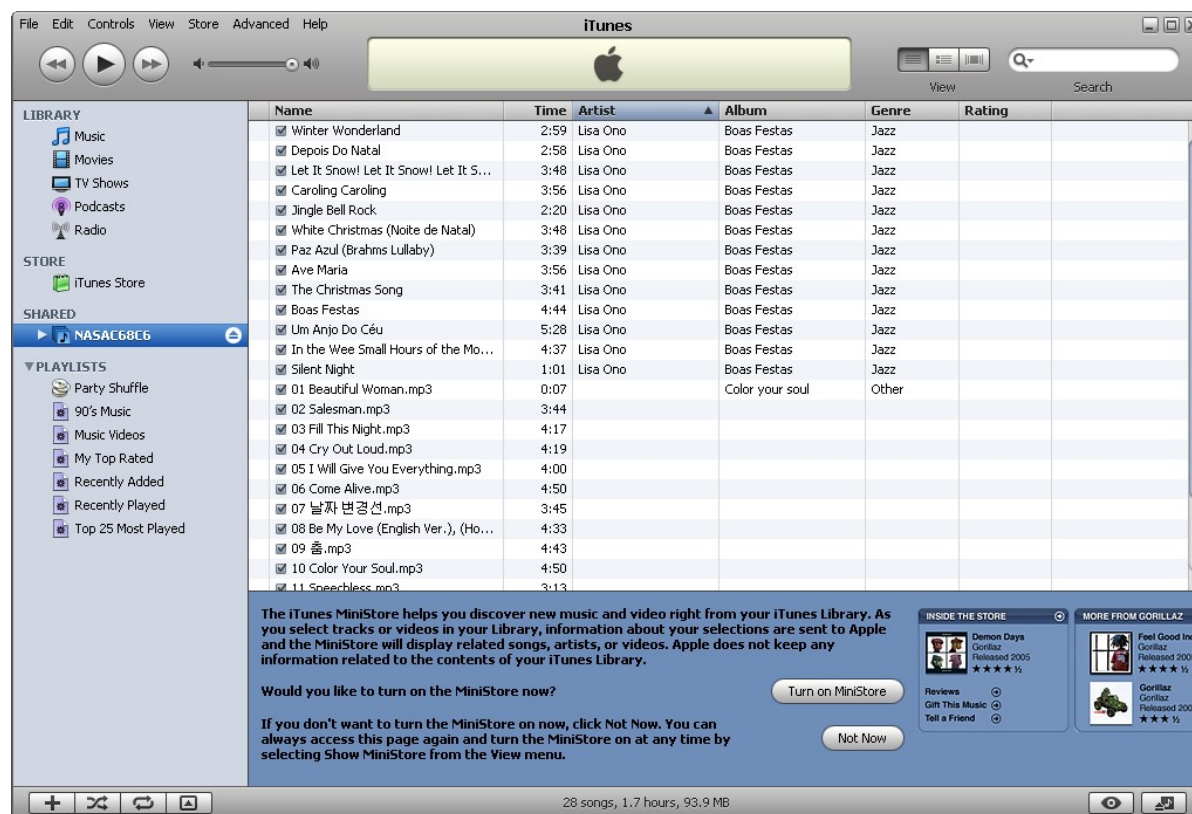 File Edit Controls View Store Advanced Help
iTunes
View
Search
LIBRARY
Music
Movies
TV Shows
Podcasts
Radio
STORE
iTunes Store
SHARED
NASAC68C6
PLAYLISTS
Party Shuffle
90's Music
Music Videos
My Top Rated
Recently Added
Recently Played
Top 25 Most Played
Name Time Artist Album Genre Rating
Winter Wonderland 2:59 Lisa Ono Boas Festas Jazz
Depois Do Natal 2:58 Lisa Ono Boas Festas Jazz
Let It Snow! Let It Snow! Let It S... 3:48 Lisa Ono Boas Festas Jazz
Caroling Caroling 3:56 Lisa Ono Boas Festas Jazz
Jingle Bell Rock 2:20 Lisa Ono Boas Festas Jazz
White Christmas (Noite de Natal) 3:48 Lisa Ono Boas Festas Jazz
Paz Azul (Brahms Lullaby) 3:39 Lisa Ono Boas Festas Jazz
Ave Maria 3:56 Lisa Ono Boas Festas Jazz
The Christmas Song 3:41 Lisa Ono Boas Festas Jazz
Boas Festas 4:44 Lisa Ono Boas Festas Jazz
Um Anjo Do Céu 5:28 Lisa Ono Boas Festas Jazz
In the Wee Small Hours of the Mo... 4:37 Lisa Ono Boas Festas Jazz
Silent Night 1:01 Lisa Ono Boas Festas Jazz
01 Beautiful Woman.mp3 0:07 Color your soul Other
02 Salesman.mp3 3:44
03 Fill This Night.mp3 4:17
04 Cry Out Loud.mp3 4:19
05 I Will Give You Everything.mp3 4:00
06 Come Alive.mp3 4:50
07 날짜 변경선.mp3 3:45
08 Be My Love (English Ver.), (Ho... 4:33
09 춤.mp3 4:43
10 Color Your Soul.mp3 4:50
11 Speechless.mp3 3:13
The iTunes MiniStore helps you discover new music and video right from your iTunes Library. As
you select tracks or videos in your Library, information about your selections are sent to Apple
and the MiniStore will display related songs, artists, or videos. Apple does not keep any
information related to the contents of your iTunes Library.
Would you like to turn on the MiniStore now?
Turn on MiniStore
If you don't want to turn the MiniStore on now, click Not Now. You can
always access this page again and turn the MiniStore on at any time by
selecting Show MiniStore from the View menu.
Not Now
INSIDE THE STORE
Demon Days
Gorillaz
Released 2005
Reviews
Gift This Music
Tell a Friend
MORE FROM GORILLAZ
Feel Good Inc
Gorillaz
Released 200
Gorillaz
Gorillaz
Released 200
28 songs, 1.7 hours, 93.9 MB